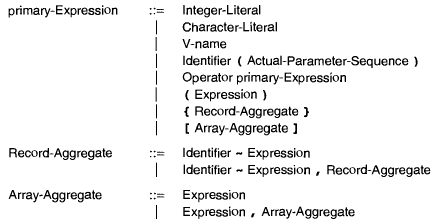 primary-Expression ::= Integer-Literal
| Character-Literal
| V-name
| Identifier ( Actual-Parameter-Sequence )
| Operator primary-Expression
| ( Expression )
| { Record-Aggregate }
| [ Array-Aggregate ]
Record-Aggregate ::= Identifier ~ Expression
| Identifier ~ Expression , Record-Aggregate
Array-Aggregate ::= Expression
| Expression , Array-Aggregate